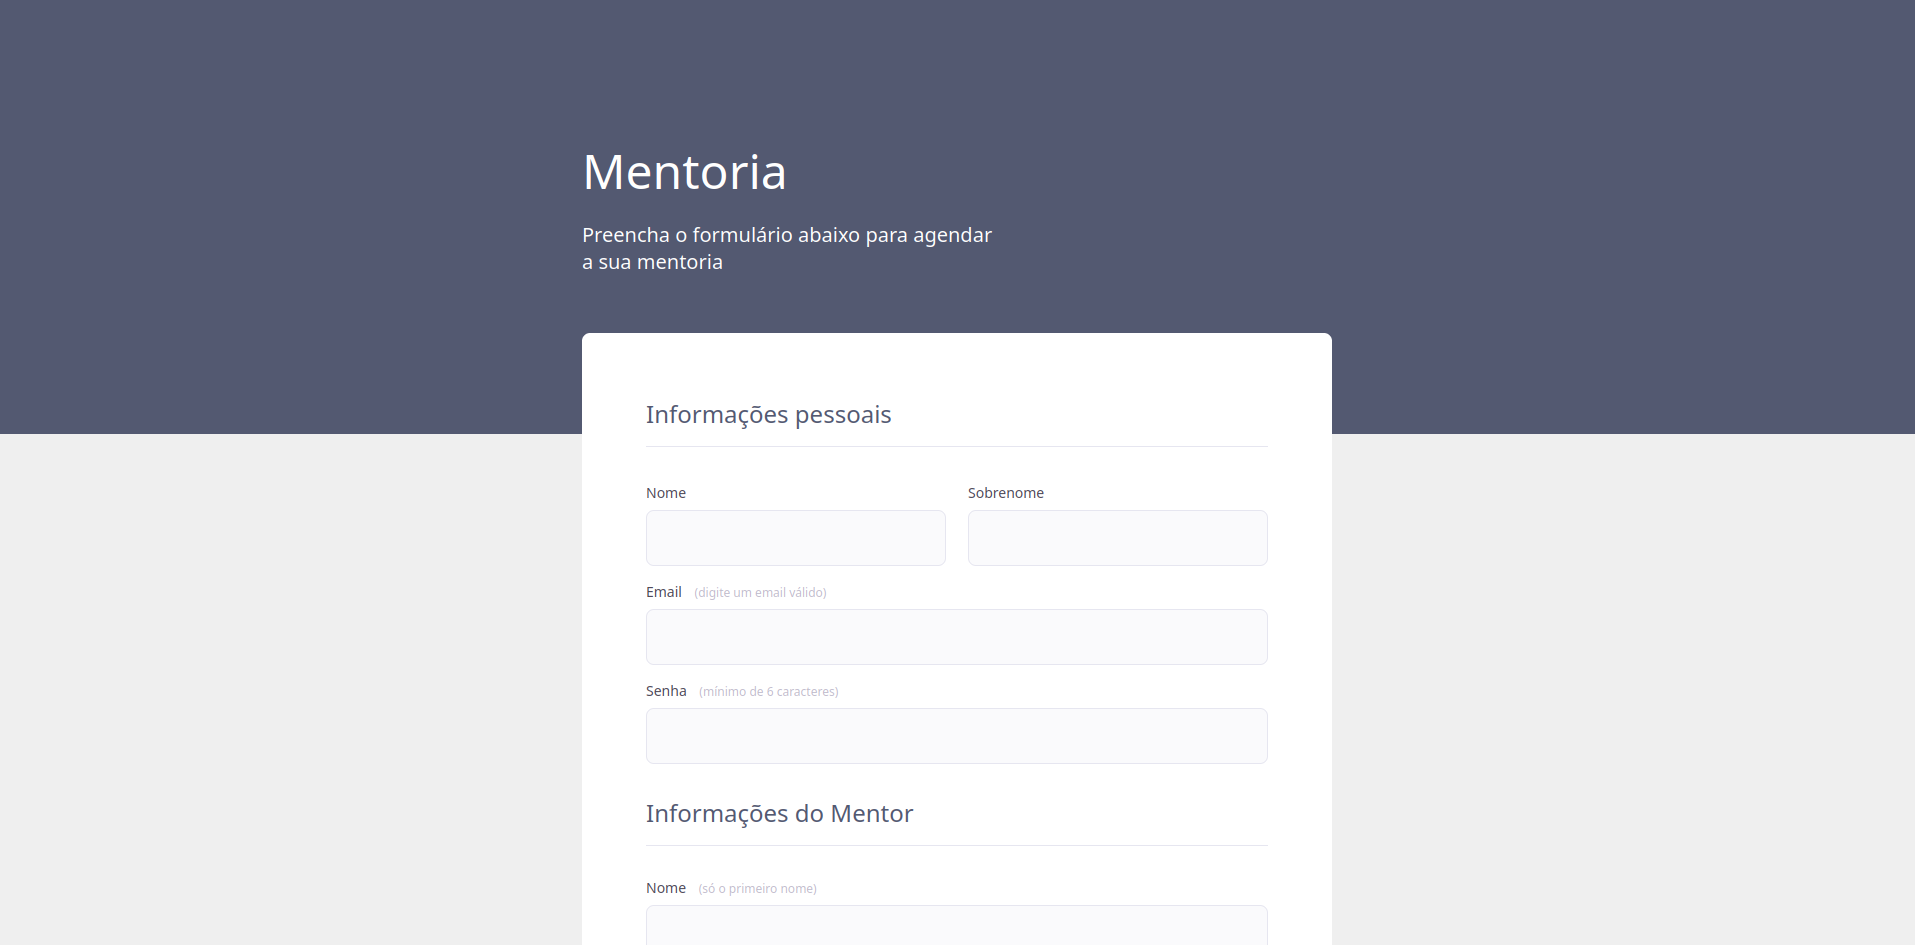 Mentoria
Preencha o formulário abaixo para agendar
a sua mentoria
Informações pessoais
Nome
Sobrenome
Email (digite um email válido)
Senha (mínimo de 6 caracteres)
Informações do Mentor
Nome (só o primeiro nome)